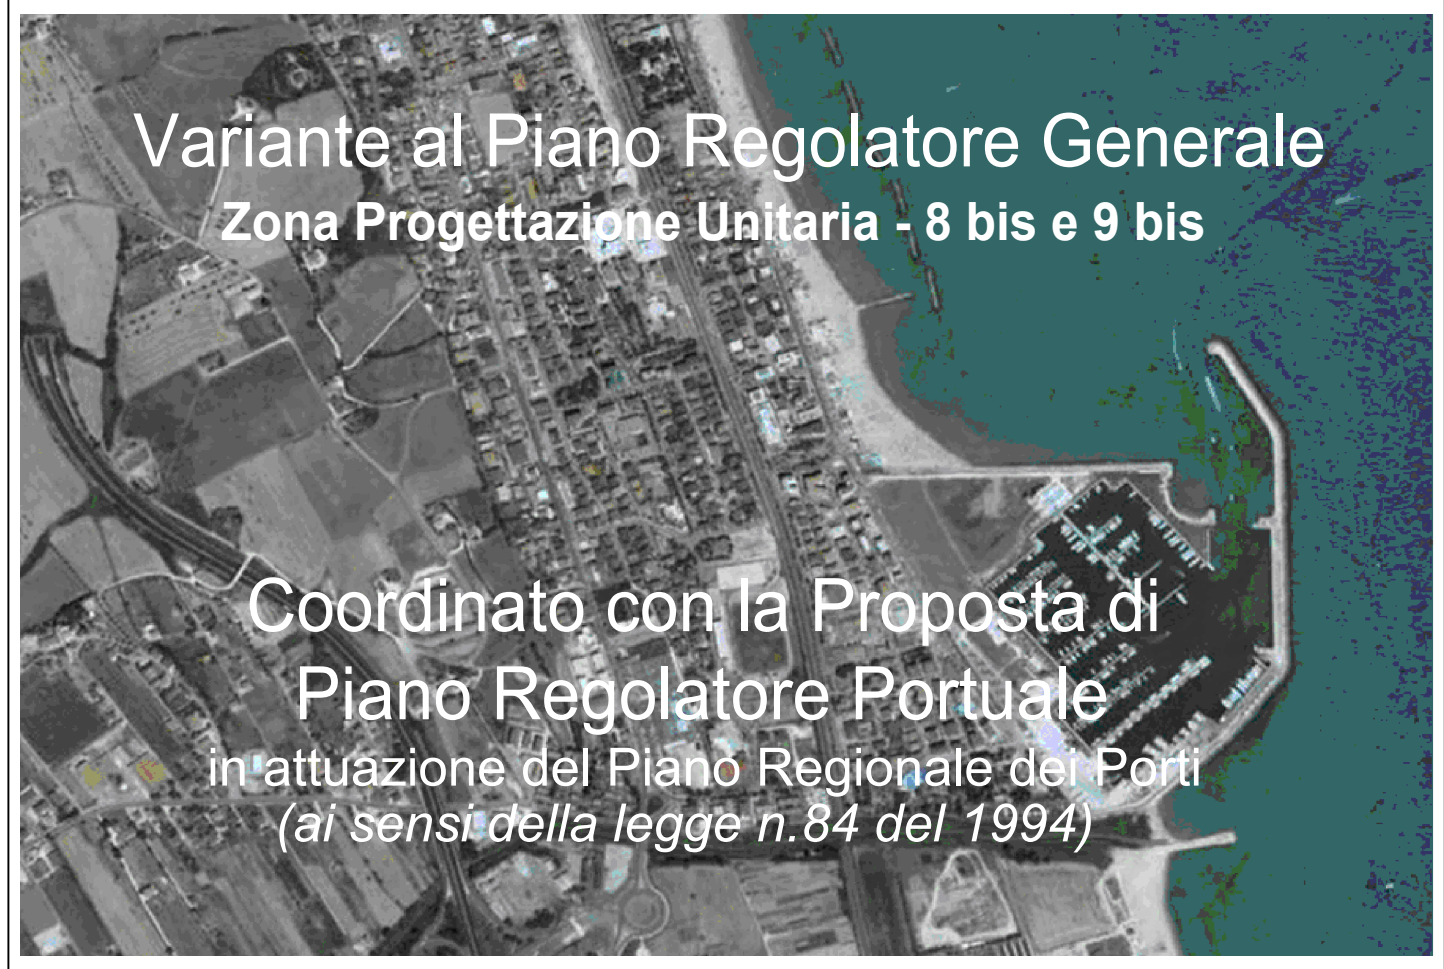 Variante al Piano Regolatore Generale
Zona Progettazione Unitaria - 8 bis e 9 bis
Coordinato con la Proposta di
Piano Regolatore Portuale
in attuazione del Piano Regionale dei Porti
(ai sensi della legge n.84 del 1994)